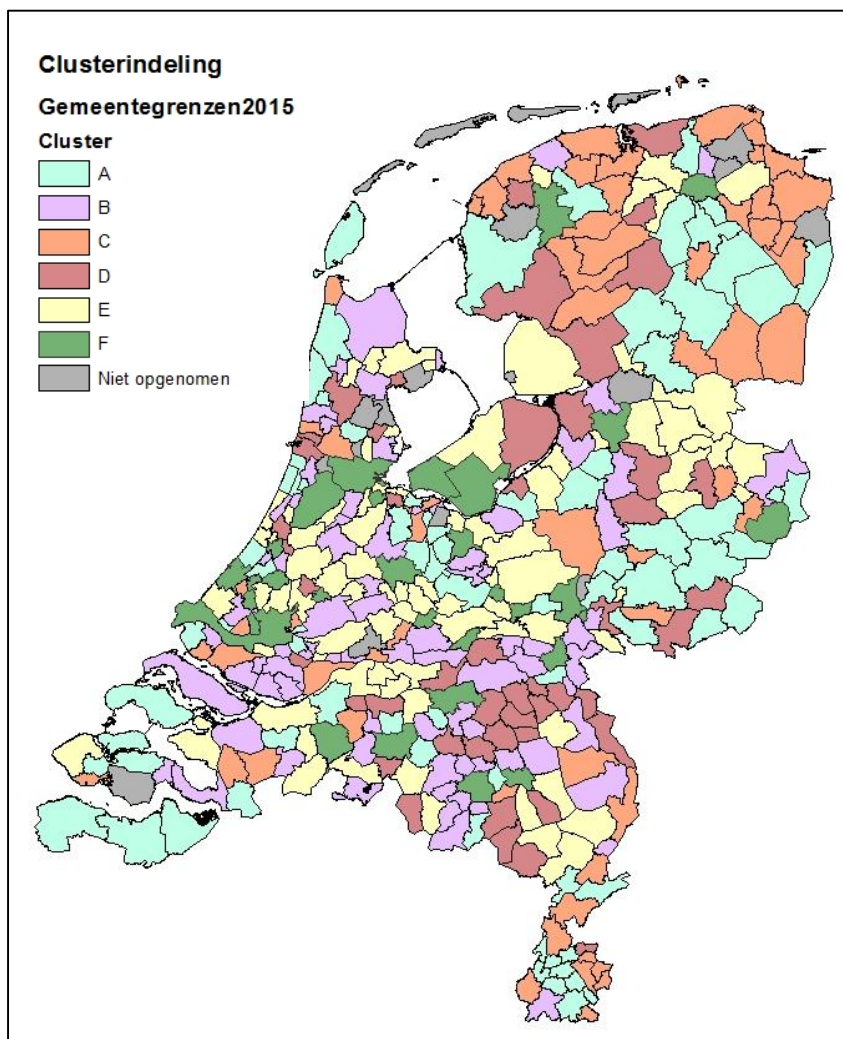 Clusterindeling
Gemeentegrenzen2015
Cluster
A
B
C
D
E
F
Niet opgenomen